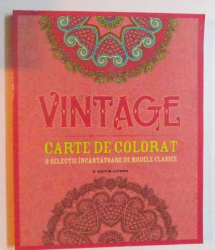 VINTAGE
CARTE DE COLORAT
O SELECȚIE ÎNCÂNTĂTOARE DE MODELE CLASICE